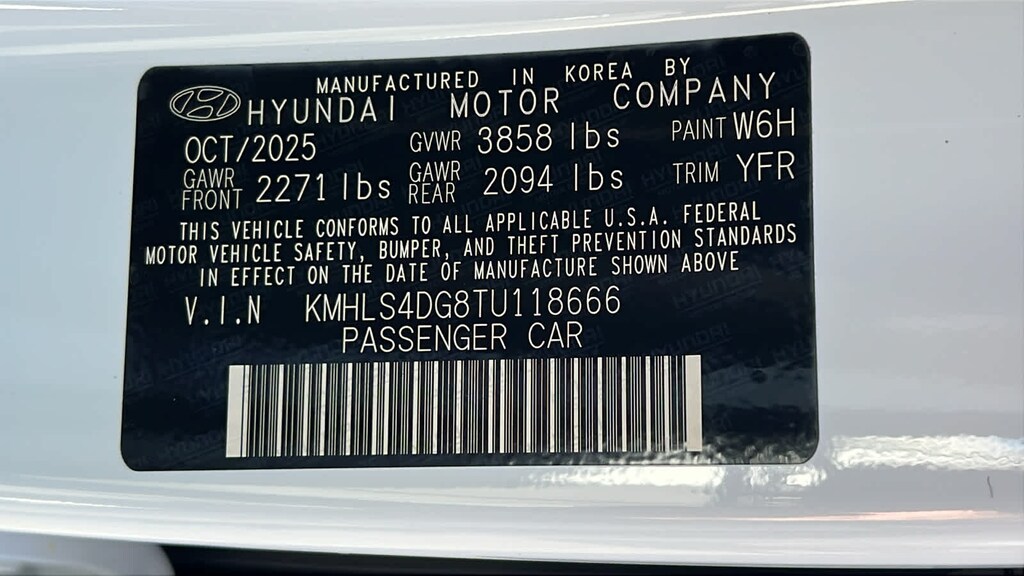 MANUFACTURED IN KOREA BY
HYUNDAI MOTOR COMPANY
OCT/2025 GVWR 3858 lbs PAINT W6H
GAWR FRONT 2271 lbs GAWR REAR 2094 lbs TRIM YFR
THIS VEHICLE CONFORMS TO ALL APPLICABLE U.S.A. FEDERAL
MOTOR VEHICLE SAFETY, BUMPER, AND THEFT PREVENTION STANDARDS
IN EFFECT ON THE DATE OF MANUFACTURE SHOWN ABOVE
V.I.N KMHLS4DG8TU118666
PASSENGER CAR